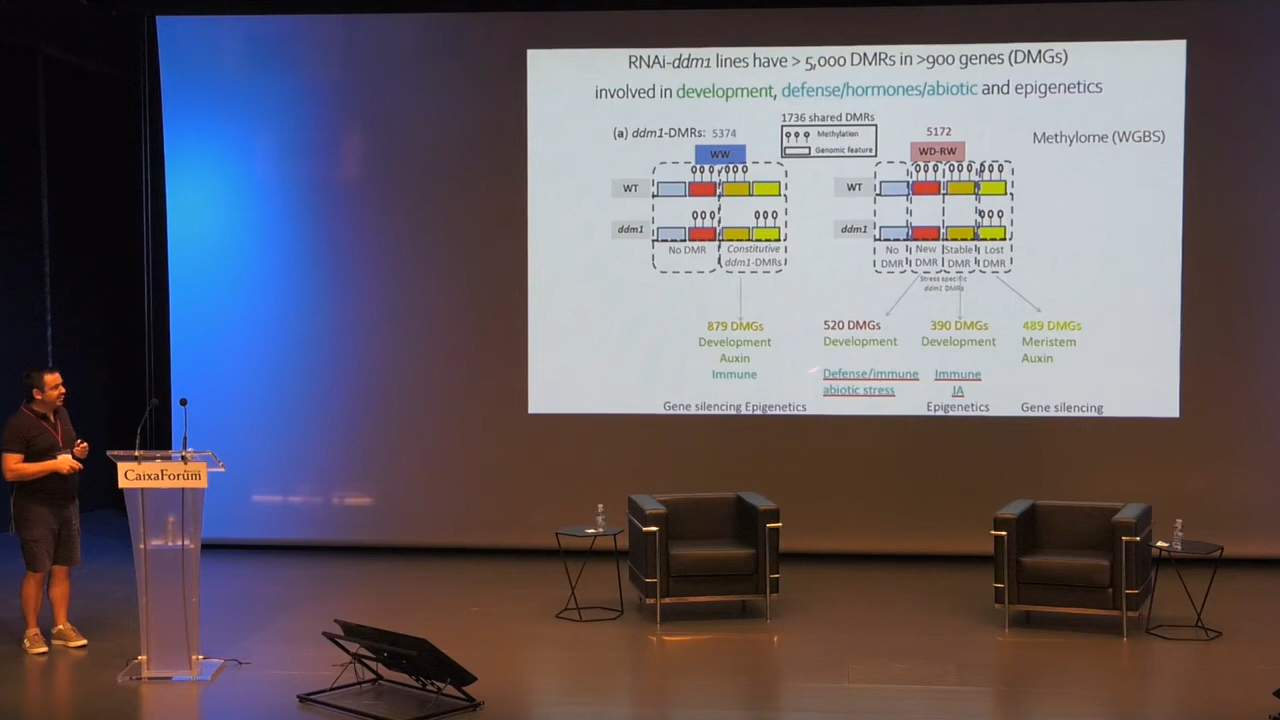 RNAi-ddm1 lines have > 5,000 DMRs in >900 genes (DMGs)
involved in development, defense/hormones/abiotic and epigenetics
(a) ddm1-DMRs: 5374
1736 shared DMRs
Methylation
Genomic feature
5172
Methylome (WGBS)
WW
WD-RW
WT
WT
ddm1
ddm1
No DMR
Constitutive
ddm1-DMRs
No
DMR
New
DMR
Stable
DMR
Lost
DMR
Stress specific
ddm1 DMRs
879 DMGs
Development
Auxin
Immune
Gene silencing Epigenetics
520 DMGs
Development
Defense/immune
abiotic stress
390 DMGs
Development
Immune
JA
Epigenetics
489 DMGs
Meristem
Auxin
Gene silencing
CaixaForum